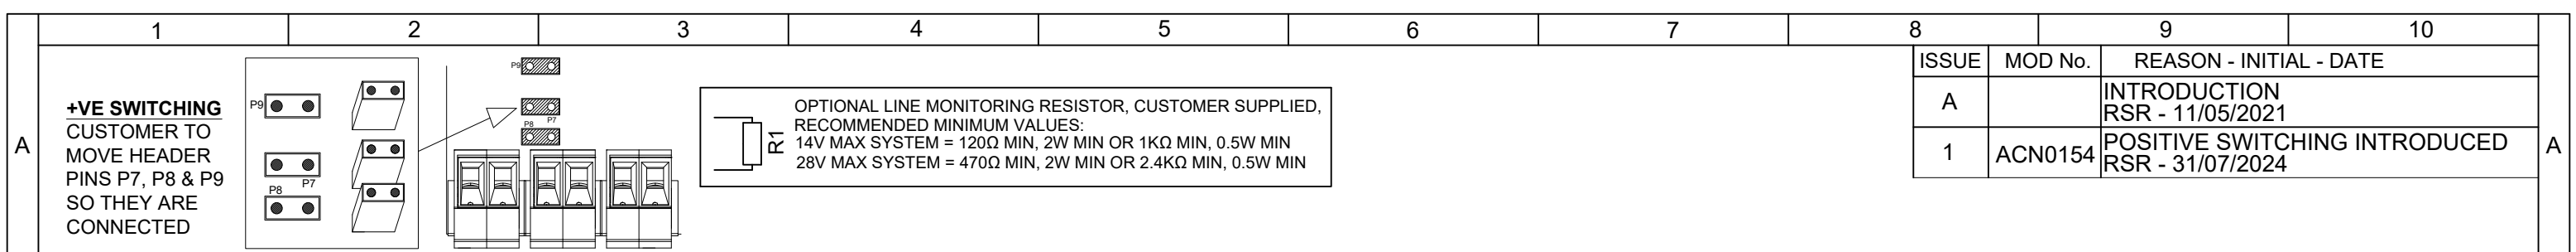 1 2 3 4 5 6 7 8 9 10
A
A
+VE SWITCHING
CUSTOMER TO
MOVE HEADER
PINS P7, P8 & P9
SO THEY ARE
CONNECTED
P9
P7
P8
P9
P8 P7
R1
OPTIONAL LINE MONITORING RESISTOR, CUSTOMER SUPPLIED,
RECOMMENDED MINIMUM VALUES:
14V MAX SYSTEM = 120Ω MIN, 2W MIN OR 1KΩ MIN, 0.5W MIN
28V MAX SYSTEM = 470Ω MIN, 2W MIN OR 2.4KΩ MIN, 0.5W MIN
ISSUE MOD No. REASON - INITIAL - DATE
A INTRODUCTION
RSR - 11/05/2021
1 ACN0154 POSITIVE SWITCHING INTRODUCED
RSR - 31/07/2024